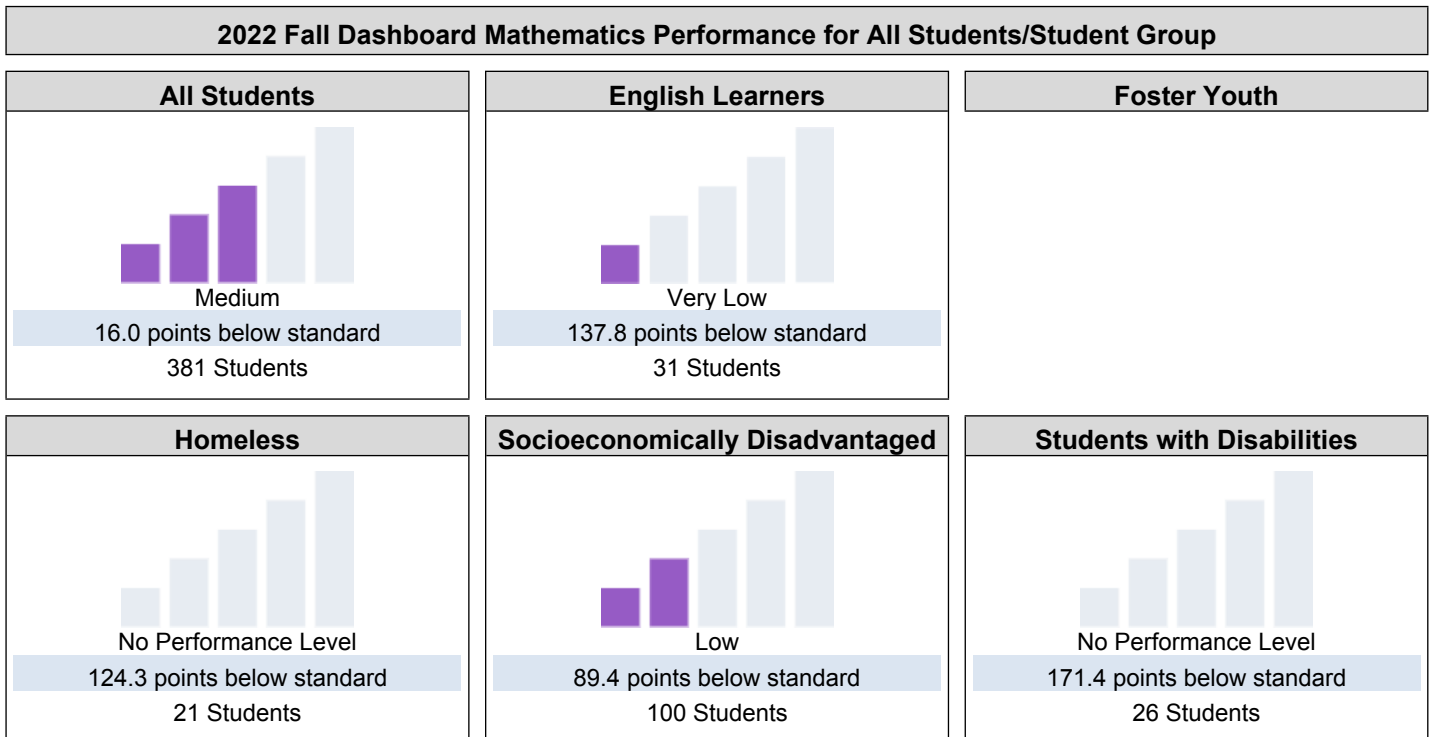 2022 Fall Dashboard Mathematics Performance for All Students/Student Group
All Students
Medium
16.0 points below standard
381 Students
English Learners
Very Low
137.8 points below standard
31 Students
Foster Youth
Homeless
No Performance Level
124.3 points below standard
21 Students
Socioeconomically Disadvantaged
Low
89.4 points below standard
100 Students
Students with Disabilities
No Performance Level
171.4 points below standard
26 Students